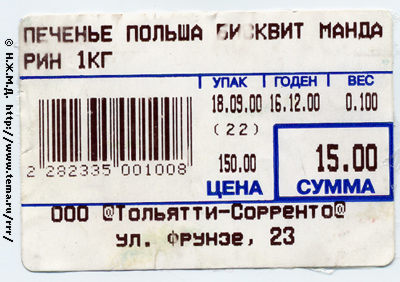 ПЕЧЕНЬЕ ПОЛЬША БИСКВИТ МАНДА
РИН 1КГ
УПАК ГОДЕН ВЕС
18.09.00 16.12.00 0.100
(22)
150.00 15.00
ЦЕНА СУММА
2 282335 001008
ООО @Тольятти-Сорренто@
ул. Фрунзе, 23
© Н.Ж.М.Д. http://www.tema.ru/rrr/